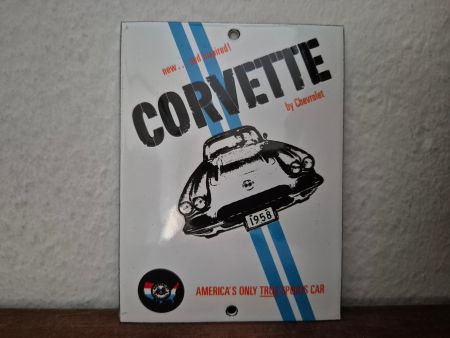 new... and inspired!
CORVETTE
by Chevrolet
1958
AMERICA'S ONLY TRUE SPORTS CAR